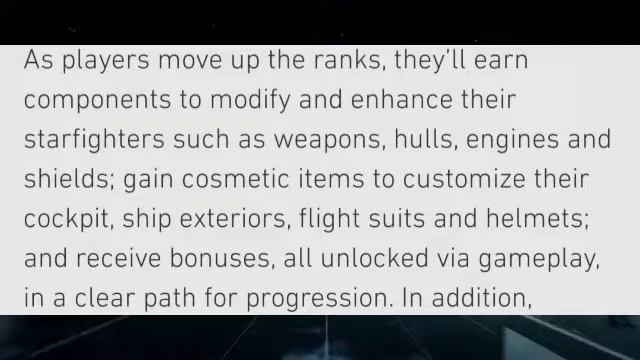 As players move up the ranks, they'll earn
components to modify and enhance their
starfighters such as weapons, hulls, engines and
shields; gain cosmetic items to customize their
cockpit, ship exteriors, flight suits and helmets;
and receive bonuses, all unlocked via gameplay,
in a clear path for progression. In addition,